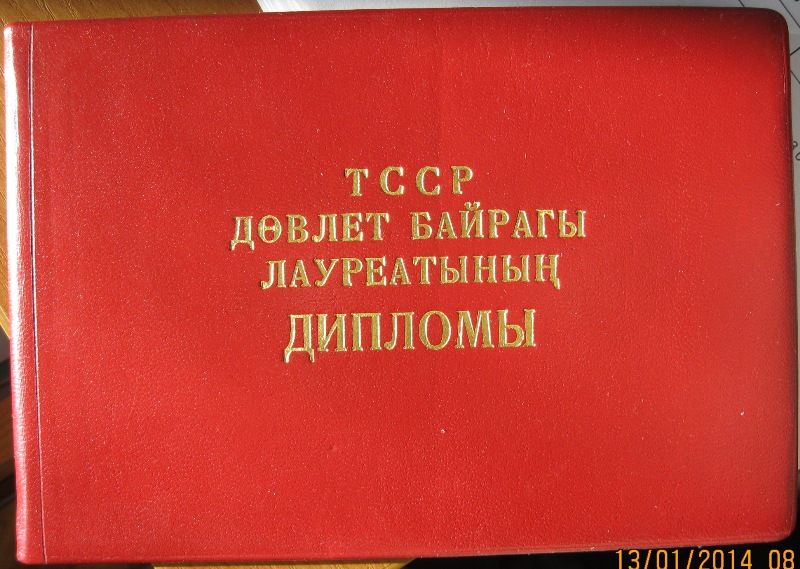 ТССР
ДӨВЛЕТ БАЙРАГЫ
ЛАУРЕАТЫНЫҢ
ДИПЛОМЫ
13/01/2014 08